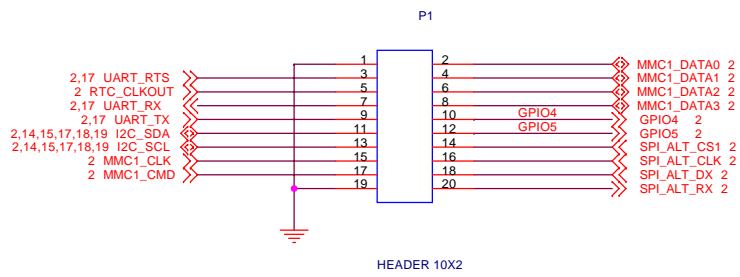 P1
1 2 MMC1_DATA0 2
2,17 UART_RTS 3 4 MMC1_DATA1 2
2 RTC_CLKOUT 5 6 MMC1_DATA2 2
2,17 UART_RX 7 8 MMC1_DATA3 2
2,17 UART_TX 9 10 GPIO4 GPIO4 2
2,14,15,17,18,19 I2C_SDA 11 12 GPIO5 GPIO5 2
2,14,15,17,18,19 I2C_SCL 13 14 SPI_ALT_CS1 2
2 MMC1_CLK 15 16 SPI_ALT_CLK 2
2 MMC1_CMD 17 18 SPI_ALT_DX 2
19 20 SPI_ALT_RX 2
HEADER 10X2